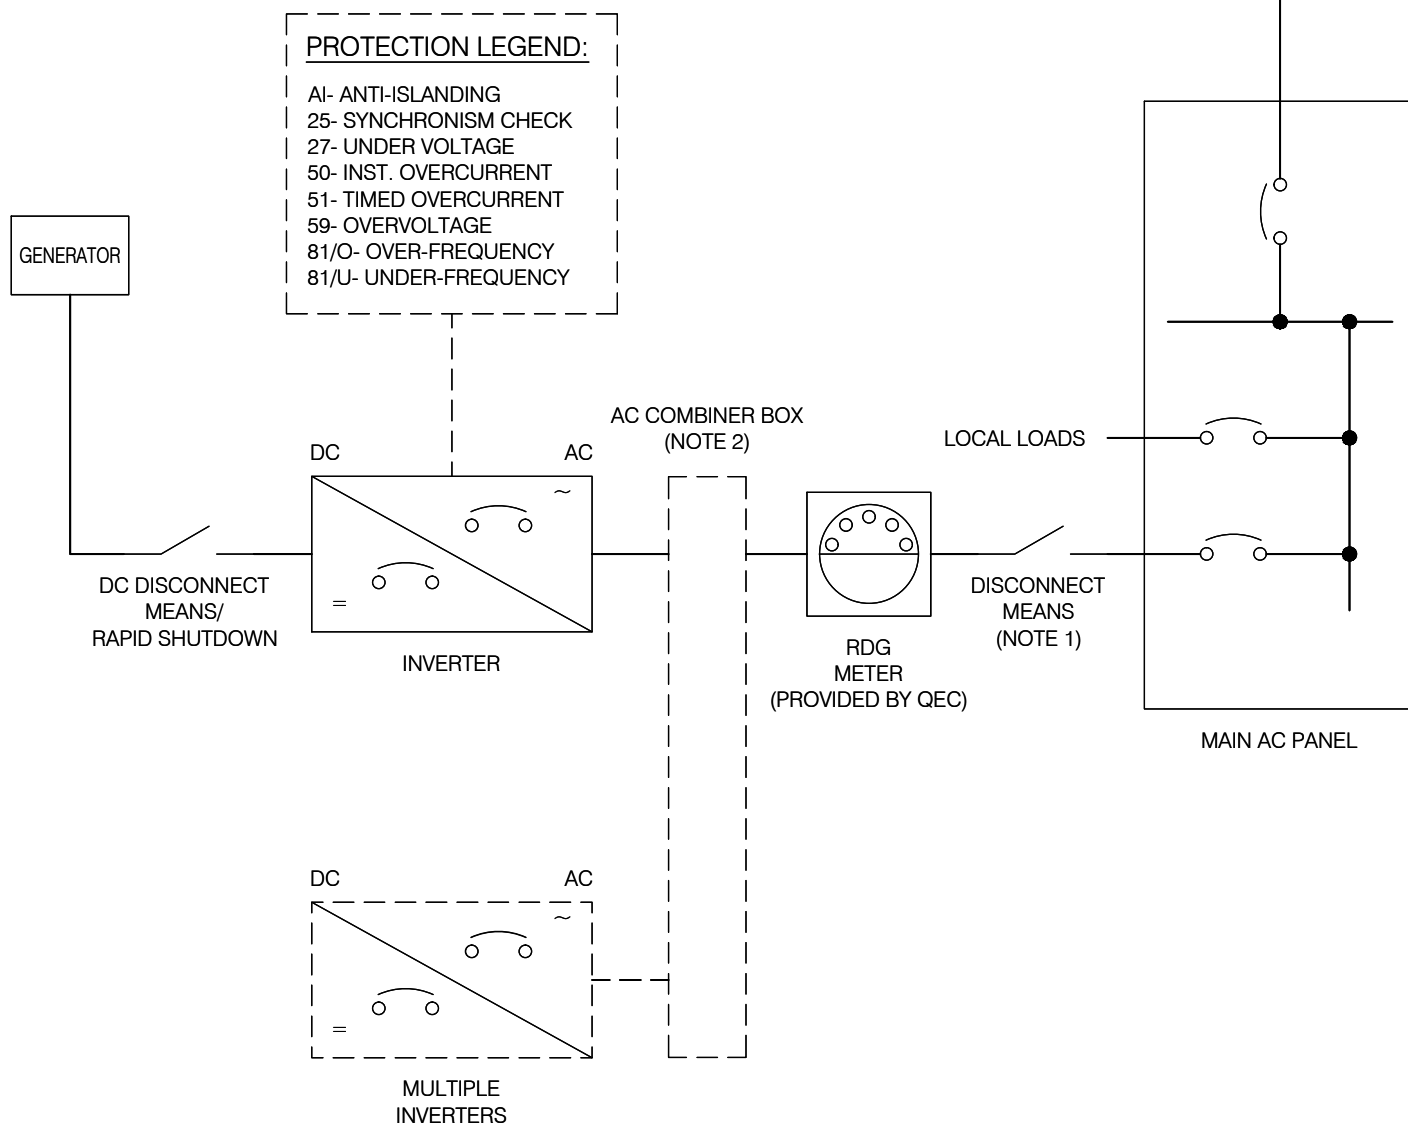 PROTECTION LEGEND:
AI- ANTI-ISLANDING
25- SYNCHRONISM CHECK
27- UNDER VOLTAGE
50- INST. OVERCURRENT
51- TIMED OVERCURRENT
59- OVERVOLTAGE
81/O- OVER-FREQUENCY
81/U- UNDER-FREQUENCY
GENERATOR
DC DISCONNECT
MEANS/
RAPID SHUTDOWN
DC
AC
~
=
INVERTER
AC COMBINER BOX
(NOTE 2)
RDG
METER
(PROVIDED BY QEC)
LOCAL LOADS
DISCONNECT
MEANS
(NOTE 1)
MAIN AC PANEL
DC
AC
~
=
MULTIPLE
INVERTERS